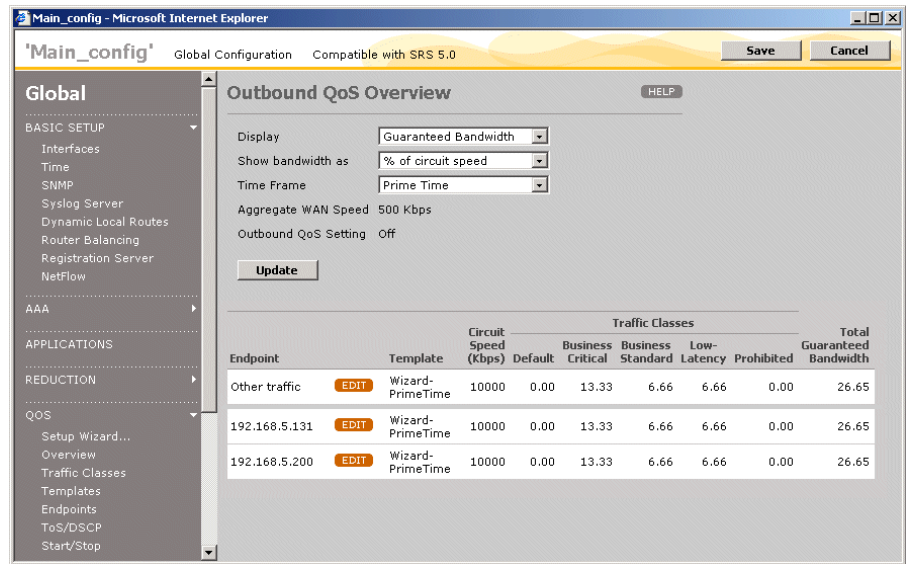 Main_config - Microsoft Internet Explorer
'Main_config' Global Configuration Compatible with SRS 5.0 Save Cancel
Global
BASIC SETUP
Interfaces
Time
SNMP
Syslog Server
Dynamic Local Routes
Router Balancing
Registration Server
NetFlow
AAA
APPLICATIONS
REDUCTION
QOS
Setup Wizard...
Overview
Traffic Classes
Templates
Endpoints
ToS/DSCP
Start/Stop
Outbound QoS Overview HELP
Display Guaranteed Bandwidth
Show bandwidth as % of circuit speed
Time Frame Prime Time
Aggregate WAN Speed 500 Kbps
Outbound QoS Setting Off
Update
Traffic Classes
Endpoint Template Circuit Speed (Kbps) Default Business Critical Business Standard Low-Latency Prohibited Total Guaranteed Bandwidth
Other traffic EDIT Wizard-PrimeTime 10000 0.00 13.33 6.66 6.66 0.00 26.65
192.168.5.131 EDIT Wizard-PrimeTime 10000 0.00 13.33 6.66 6.66 0.00 26.65
192.168.5.200 EDIT Wizard-PrimeTime 10000 0.00 13.33 6.66 6.66 0.00 26.65